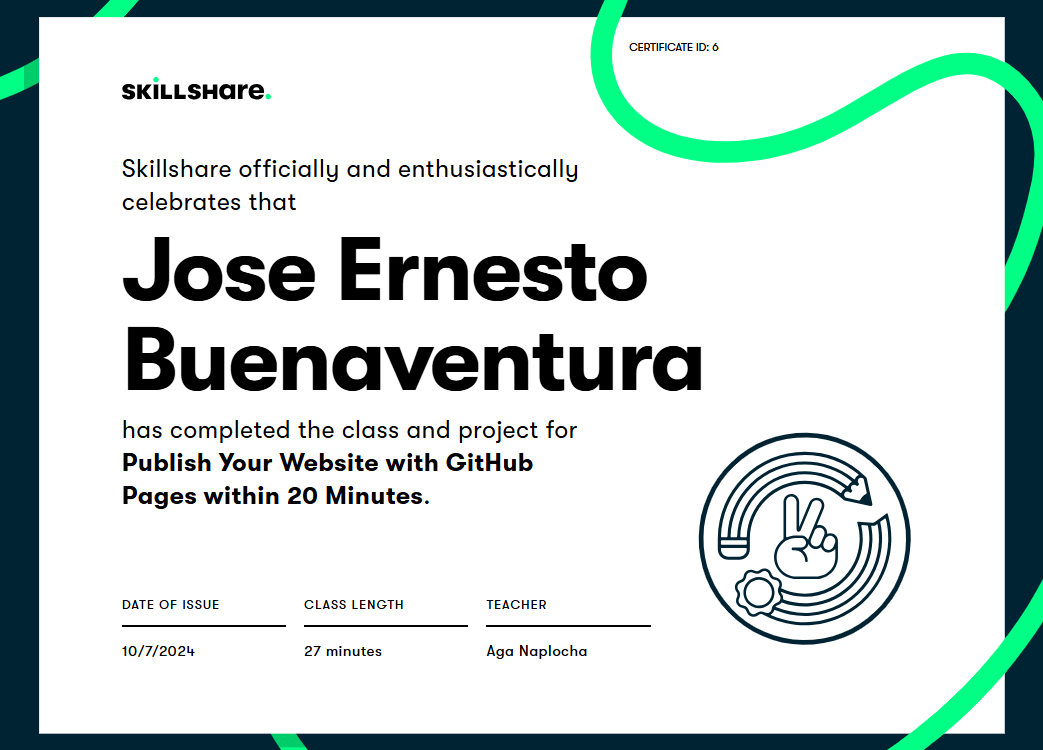 CERTIFICATE ID: 6
SKiLLSHare.
Skillshare officially and enthusiastically
celebrates that
Jose Ernesto
Buenaventura
has completed the class and project for
Publish Your Website with GitHub
Pages within 20 Minutes.
DATE OF ISSUE CLASS LENGTH TEACHER
10/7/2024 27 minutes Aga Naplocha